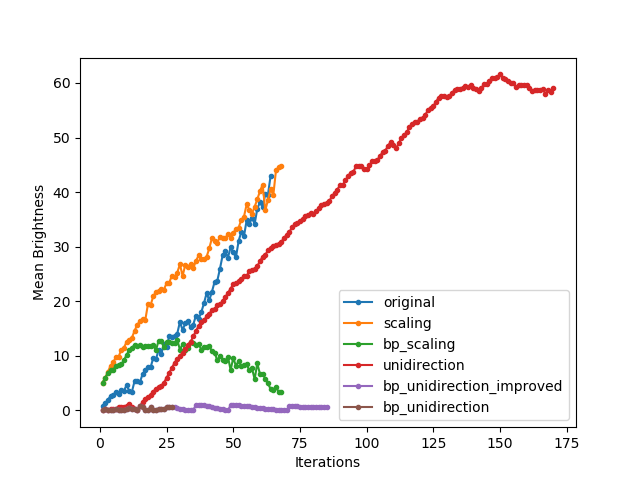 60
50
40
30
20
10
0
Mean Brightness
original
scaling
bp_scaling
unidirection
bp_unidirection_improved
bp_unidirection
0 25 50 75 100 125 150 175
Iterations